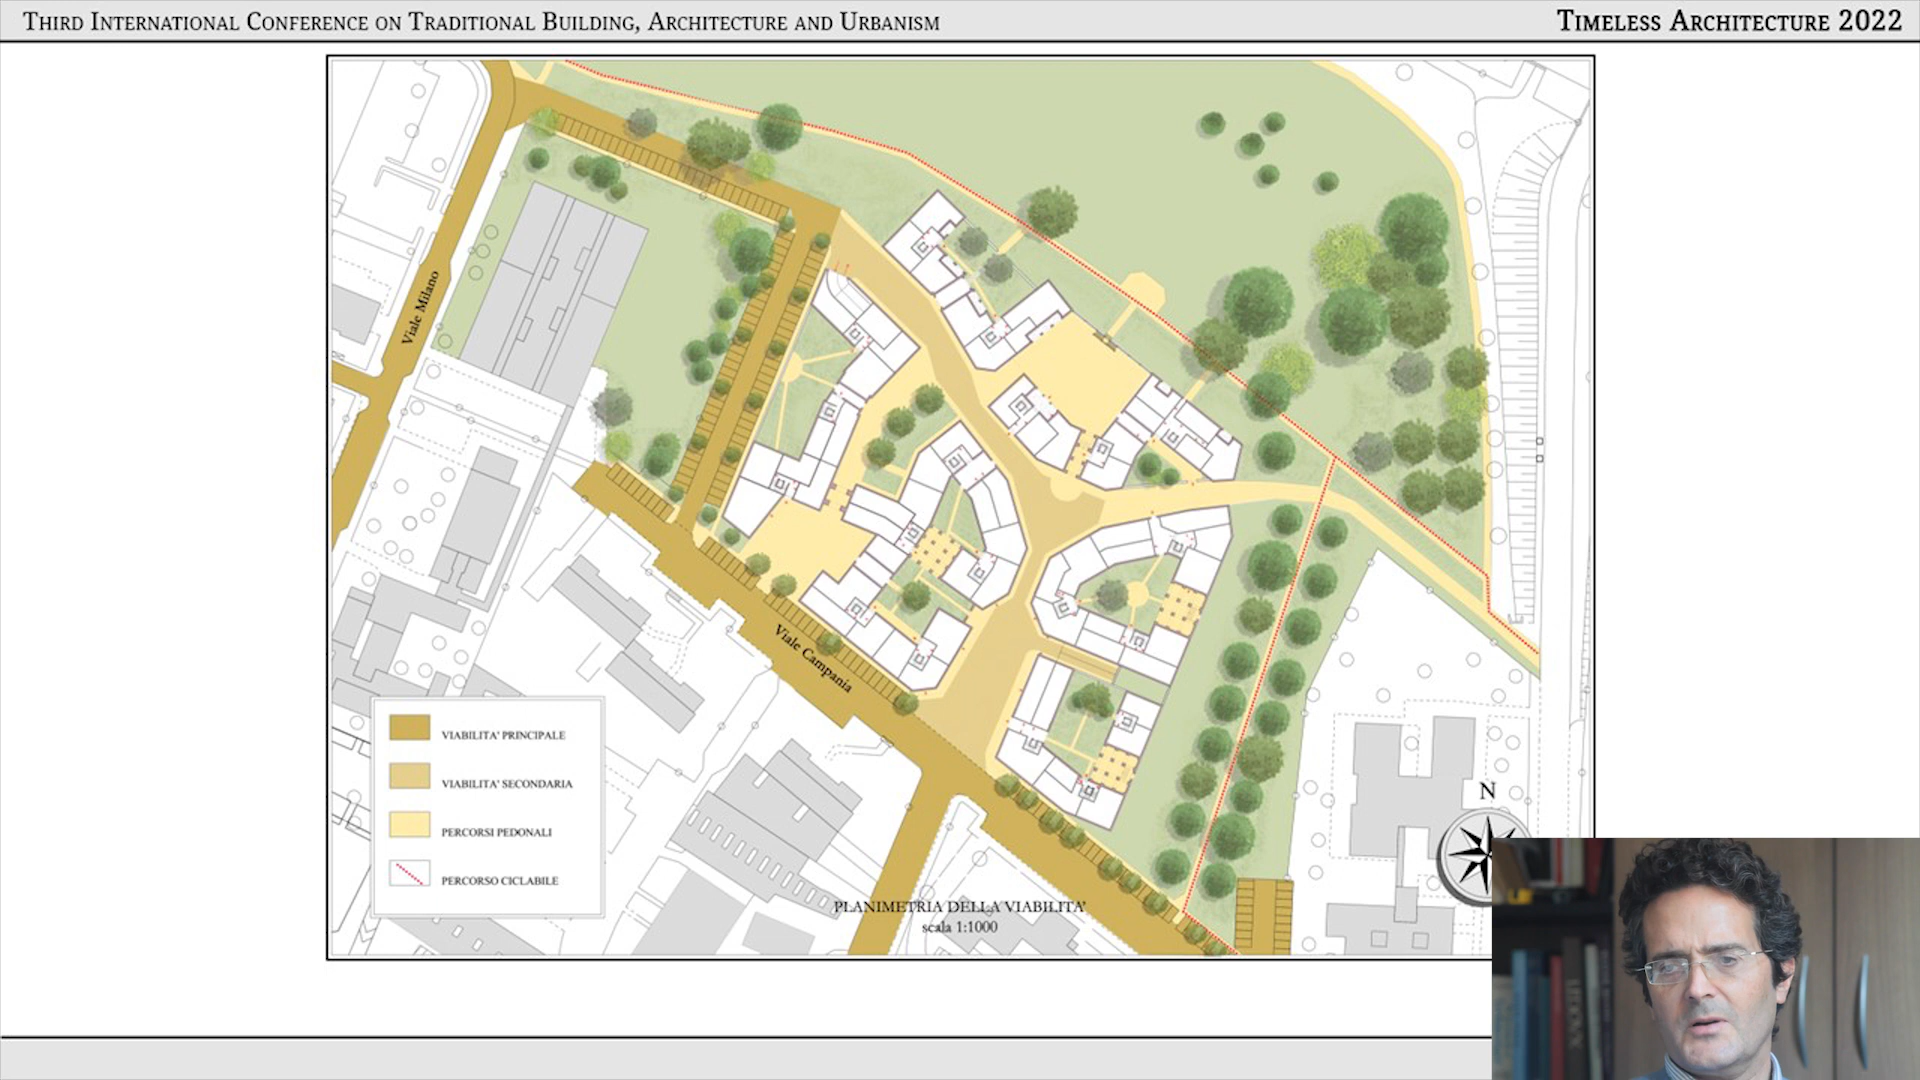 THIRD INTERNATIONAL CONFERENCE ON TRADITIONAL BUILDING, ARCHITECTURE AND URBANISM
TIMELESS ARCHITECTURE 2022
Viale Milano
Viale Campania
VIABILITA' PRINCIPALE
VIABILITA' SECONDARIA
PERCORSI PEDONALI
PERCORSO CICLABILE
PLANIMETRIA DELLA VIABILITA'
scala 1:1000
N